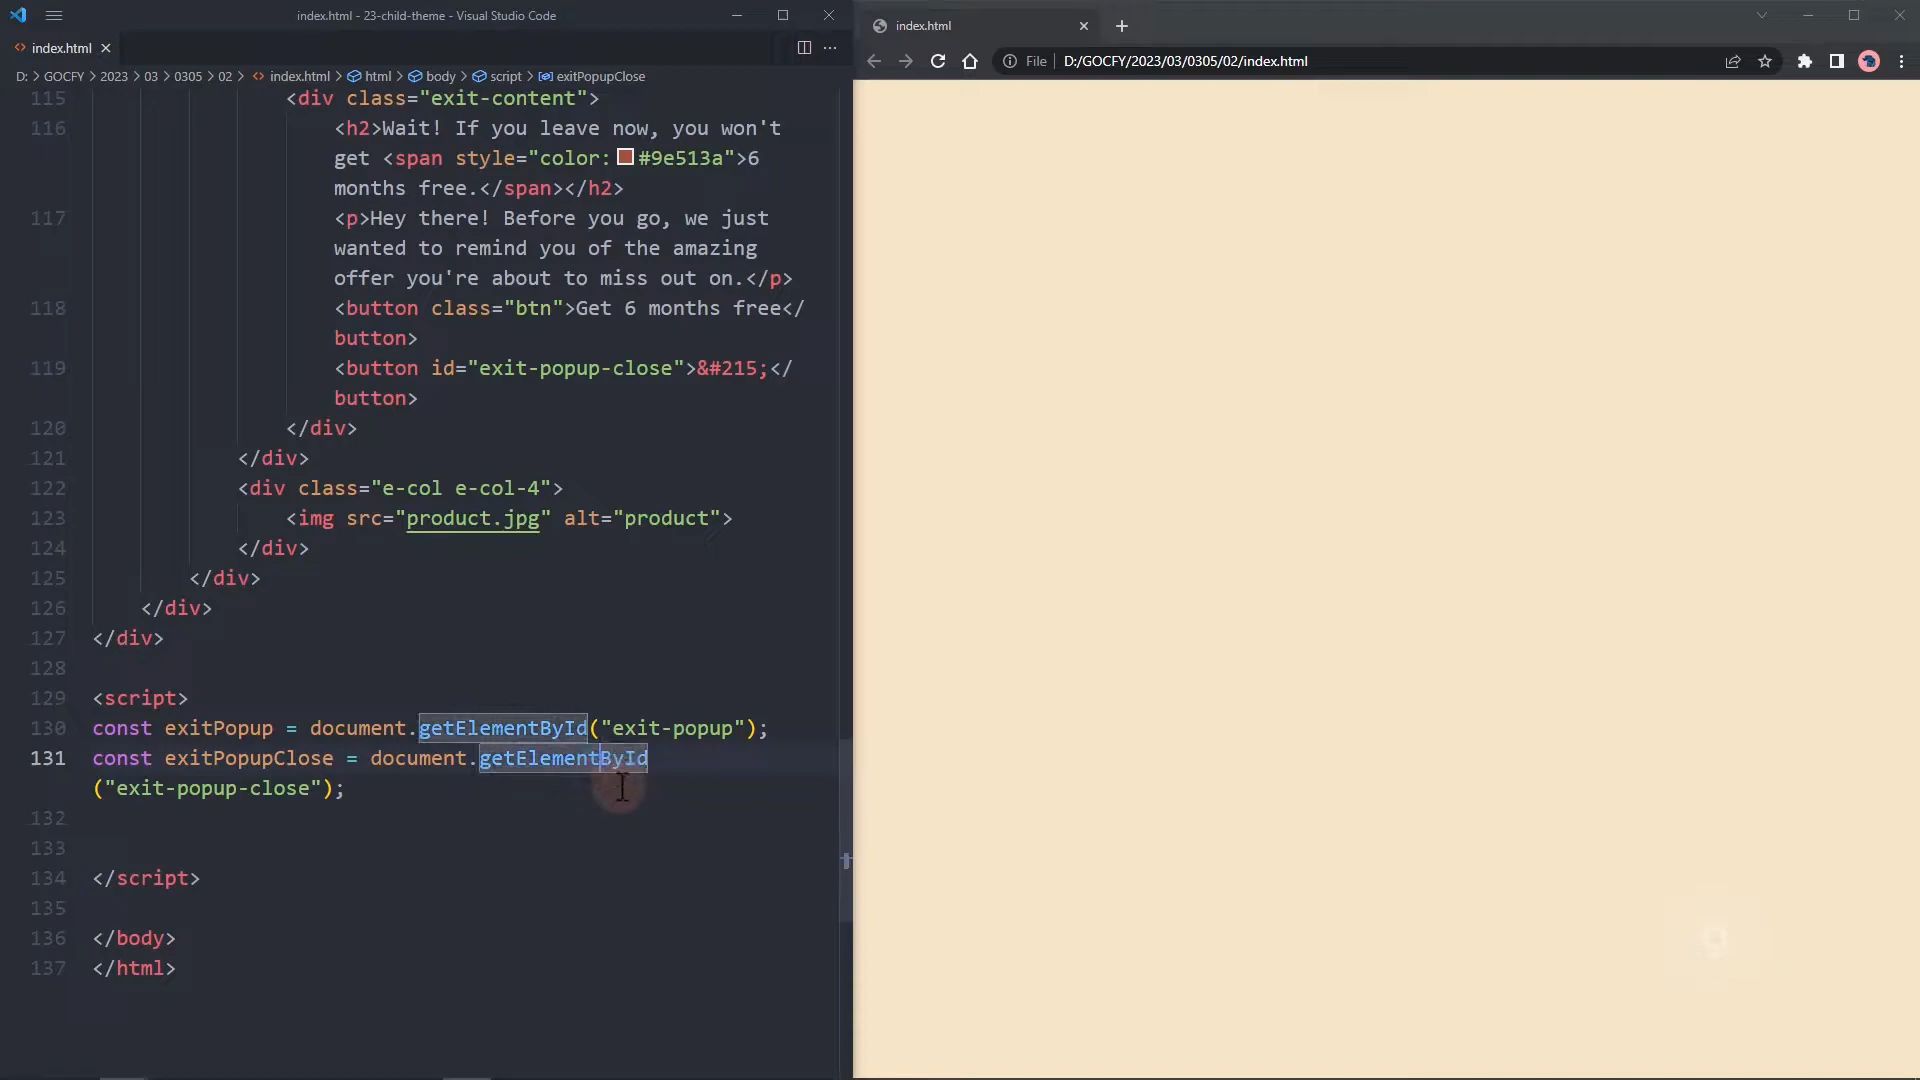 index.html - 23-child-theme - Visual Studio Code
index.html
D: > GOCFY > 2023 > 03 > 0305 > 02 > index.html > html > body > script > exitPopupClose
115 <div class="exit-content">
116 <h2>Wait! If you leave now, you won't
get <span style="color: #9e513a">6
months free.</span></h2>
117 <p>Hey there! Before you go, we just
wanted to remind you of the amazing
offer you're about to miss out on.</p>
118 <button class="btn">Get 6 months free</
button>
119 <button id="exit-popup-close">&#215;</
button>
120 </div>
121 </div>
122 <div class="e-col e-col-4">
123 <img src="product.jpg" alt="product">
124 </div>
125 </div>
126 </div>
127 </div>
128
129 <script>
130 const exitPopup = document.getElementById("exit-popup");
131 const exitPopupClose = document.getElementById
("exit-popup-close");
132
133
134 </script>
135
136 </body>
137 </html>
index.html
File D:/GOCFY/2023/03/0305/02/index.html